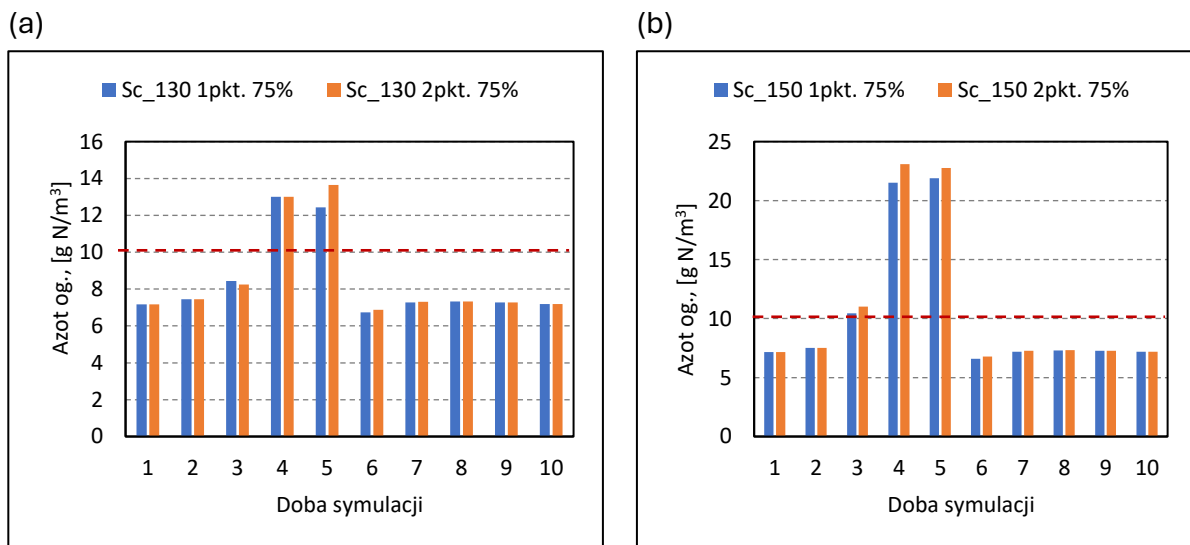 (a)
Sc_130 1pkt. 75% Sc_130 2pkt. 75%
16
14
12
10
8
6
4
2
0
Azot og., [g N/m³]
1 2 3 4 5 6 7 8 9 10
Doba symulacji
(b)
Sc_150 1pkt. 75% Sc_150 2pkt. 75%
25
20
15
10
5
0
Azot og., [g N/m³]
1 2 3 4 5 6 7 8 9 10
Doba symulacji